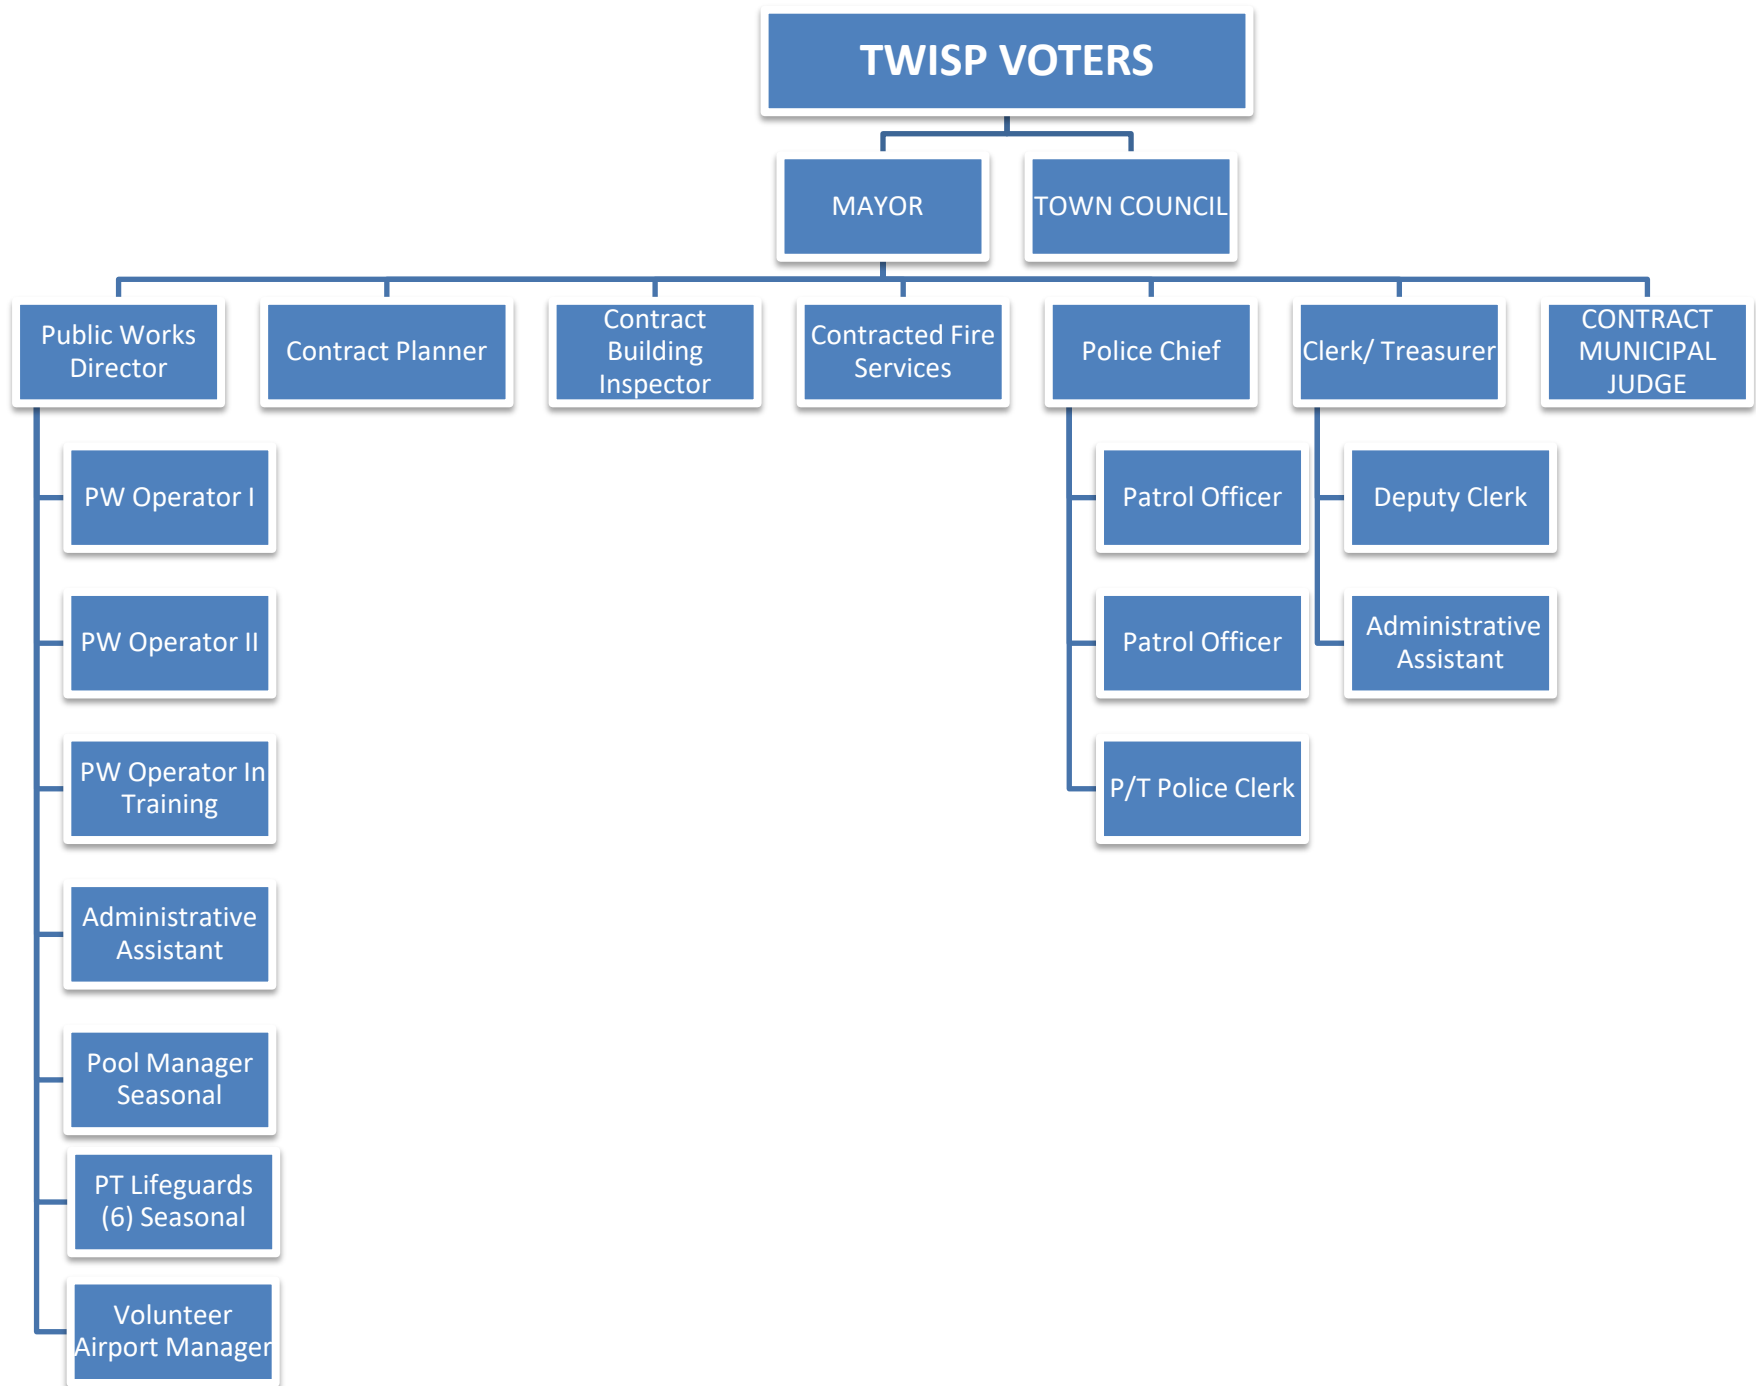 TWISP VOTERS
MAYOR
TOWN COUNCIL
Public Works
Director
Contract Planner
Contract
Building
Inspector
Contracted Fire
Services
Police Chief
Clerk/ Treasurer
CONTRACT
MUNICIPAL
JUDGE
PW Operator I
PW Operator II
PW Operator In
Training
Administrative
Assistant
Pool Manager
Seasonal
PT Lifeguards
(6) Seasonal
Volunteer
Airport Manager
Patrol Officer
Patrol Officer
P/T Police Clerk
Deputy Clerk
Administrative
Assistant